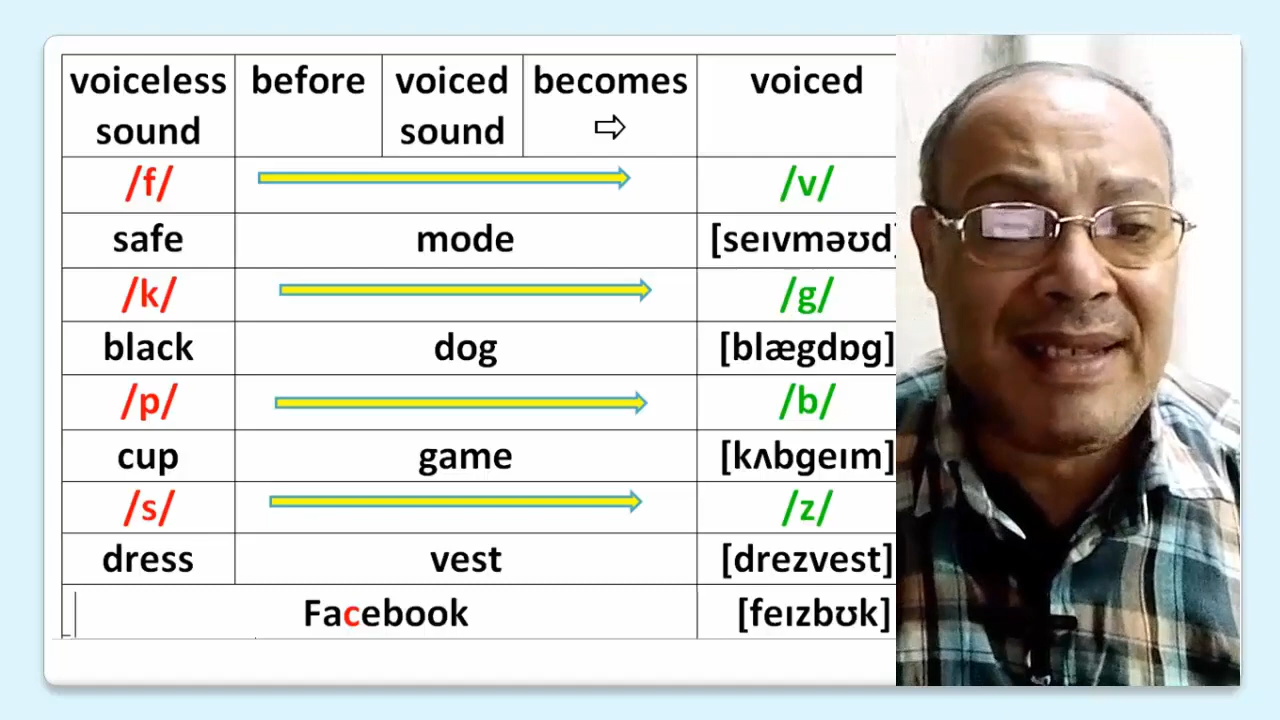 voiceless sound before voiced sound becomes ⇨ voiced
/f/ /v/
safe mode [seɪvməʊd]
/k/ /g/
black dog [blægdɒg]
/p/ /b/
cup game [kʌbgeɪm]
/s/ /z/
dress vest [drezvest]
Facebook [feɪzbʊk]